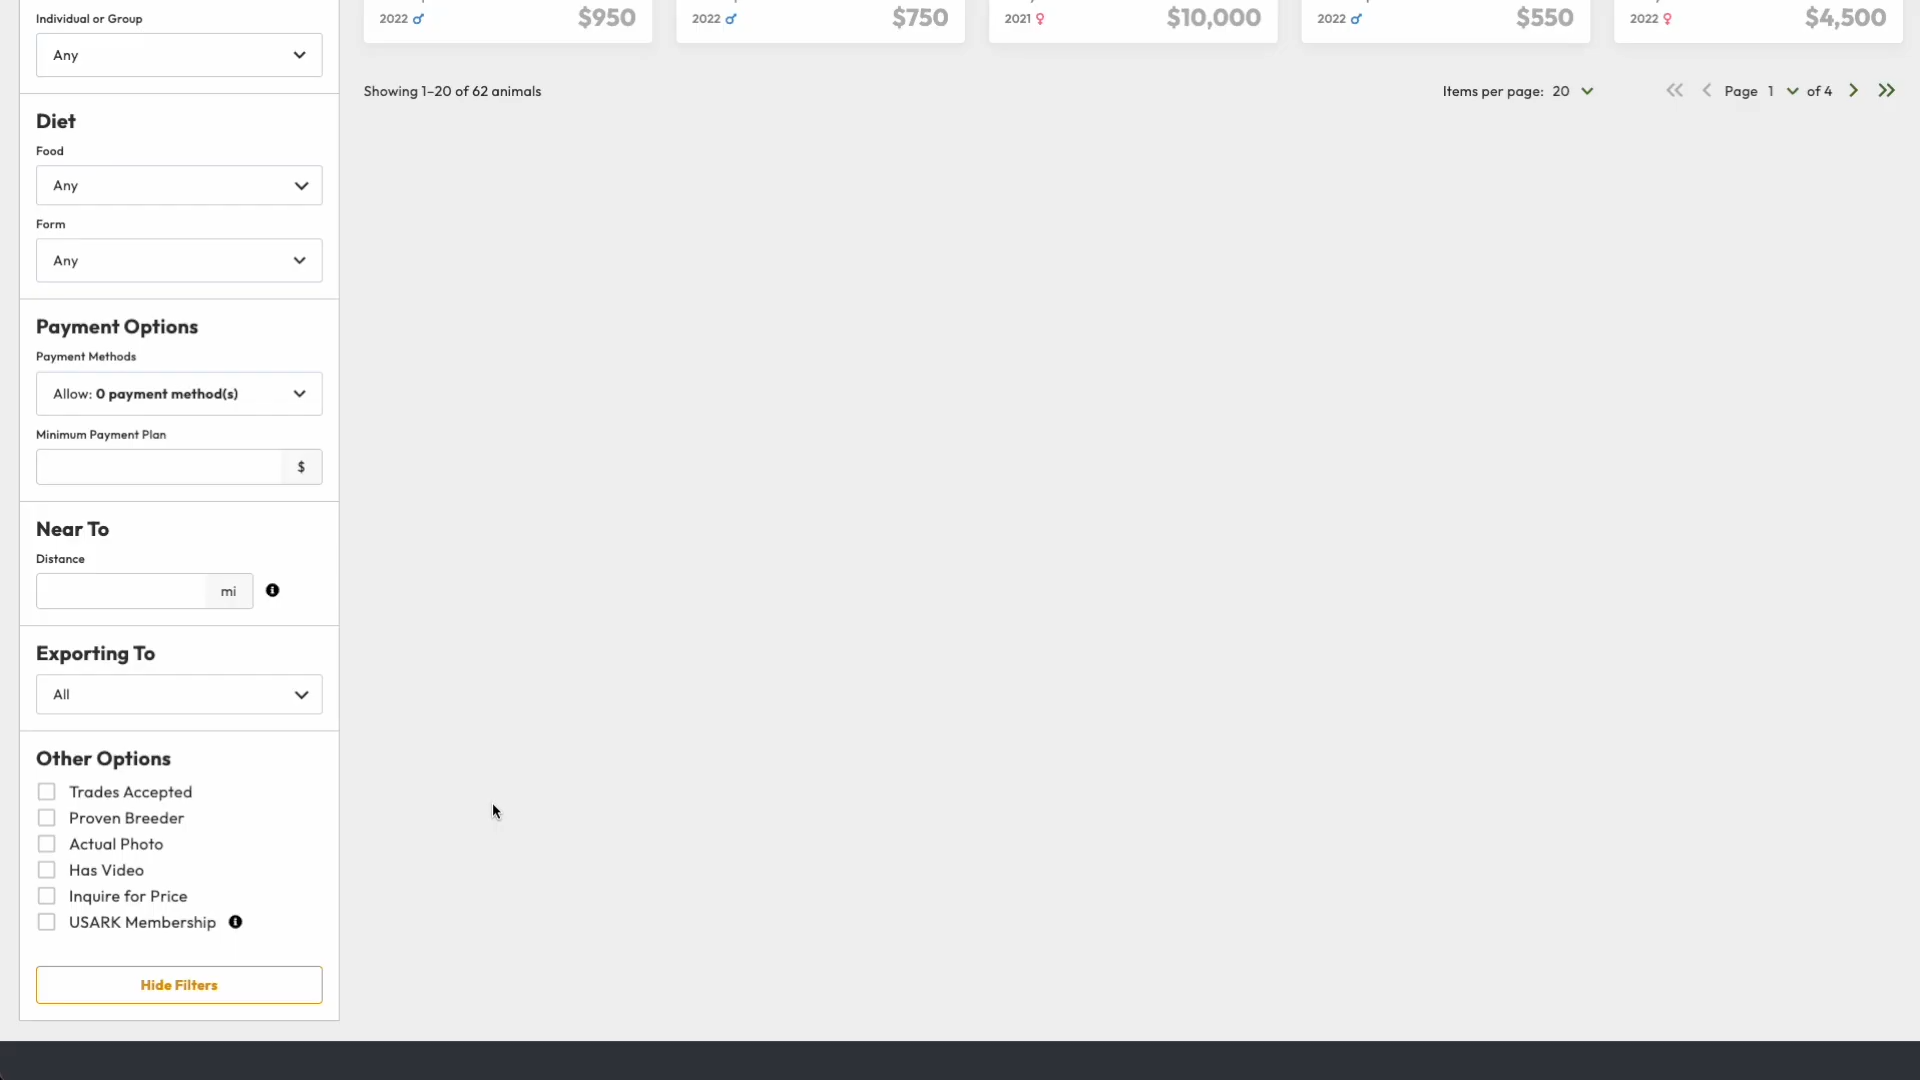 Individual or Group
Any
Diet
Food
Any
Form
Any
Payment Options
Payment Methods
Allow: 0 payment method(s)
Minimum Payment Plan
$
Near To
Distance
mi
Exporting To
All
Other Options
Trades Accepted
Proven Breeder
Actual Photo
Has Video
Inquire for Price
USARK Membership
Hide Filters
2022 ♂ $950
2022 ♂ $750
2021 ♀ $10,000
2022 ♂ $550
2022 ♀ $4,500
Showing 1–20 of 62 animals
Items per page: 20
Page 1 of 4